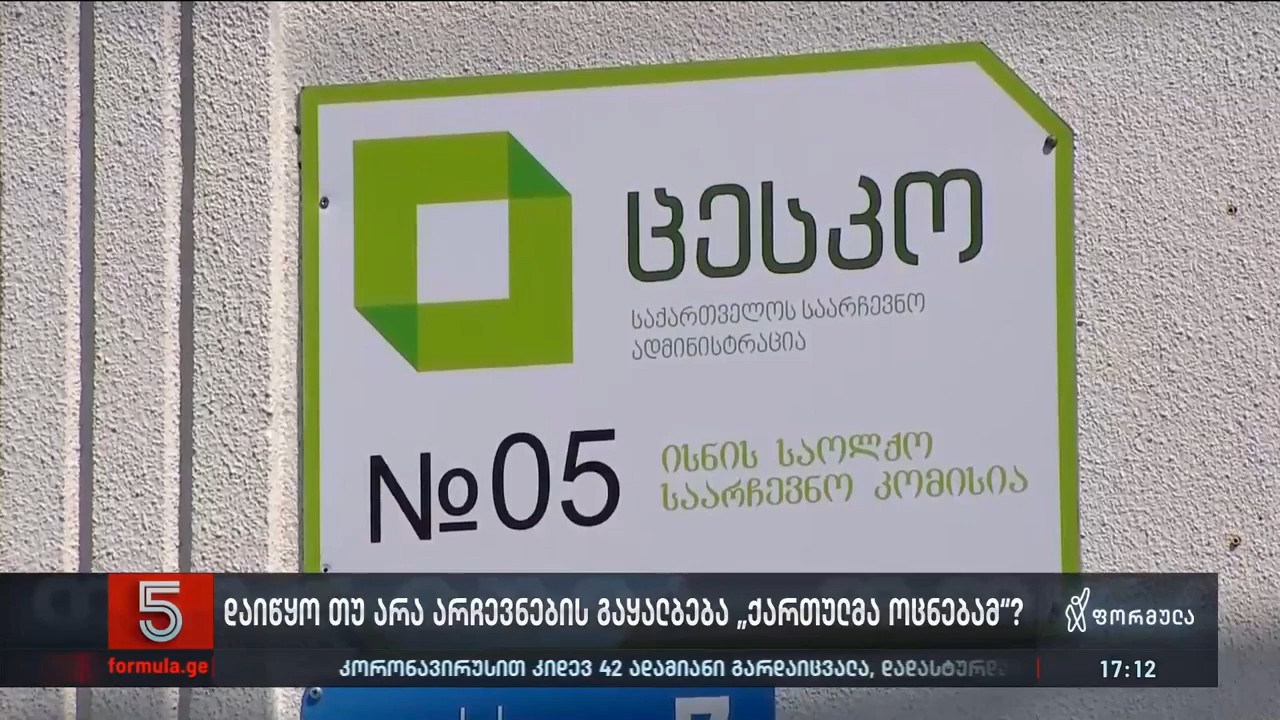 ცესკო
საქართველოს საარჩევნო
ადმინისტრაცია
№05
ისნის საოლქო
საარჩევნო კომისია
5
დაიწყო თუ არა არჩევნების გაყალბება „ქართულმა ოცნებამ“?
ფორმულა
formula.ge
კორონავირუსით კიდევ 42 ადამიანი გარდაიცვალა,
17:12